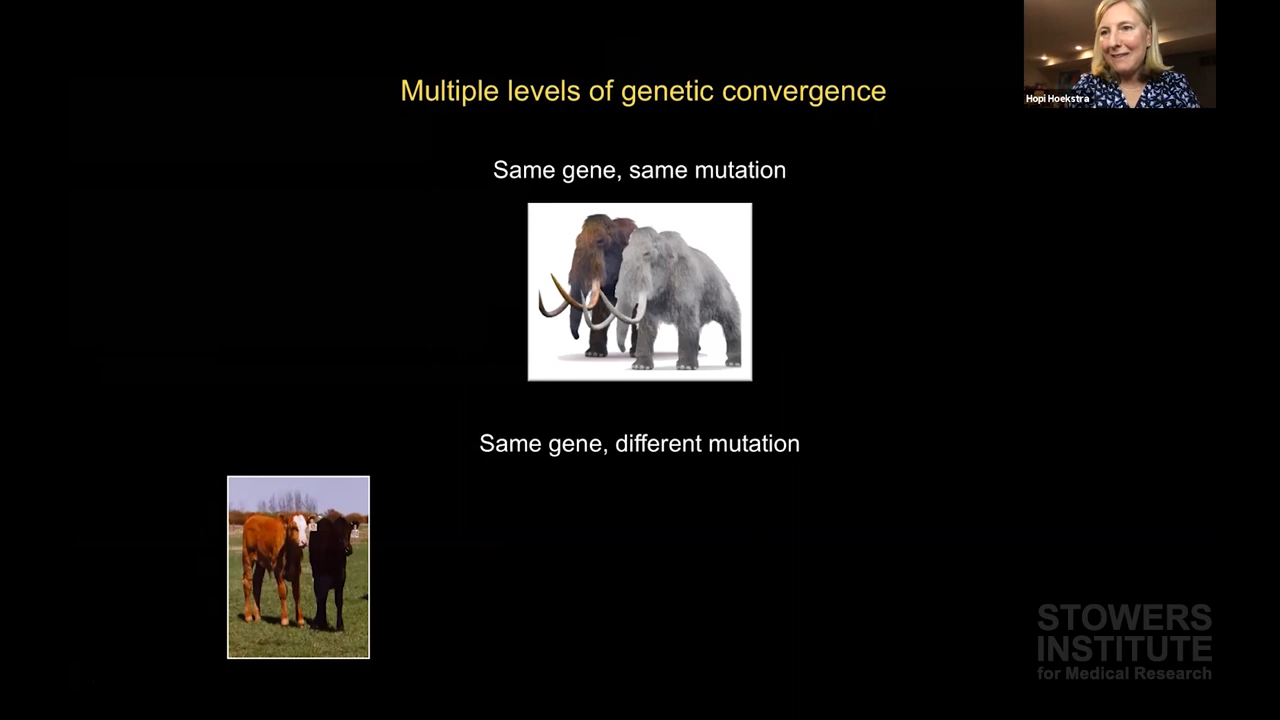 Hopi Hoekstra
Multiple levels of genetic convergence
Same gene, same mutation
Same gene, different mutation
STOWERS
INSTITUTE
for Medical Research